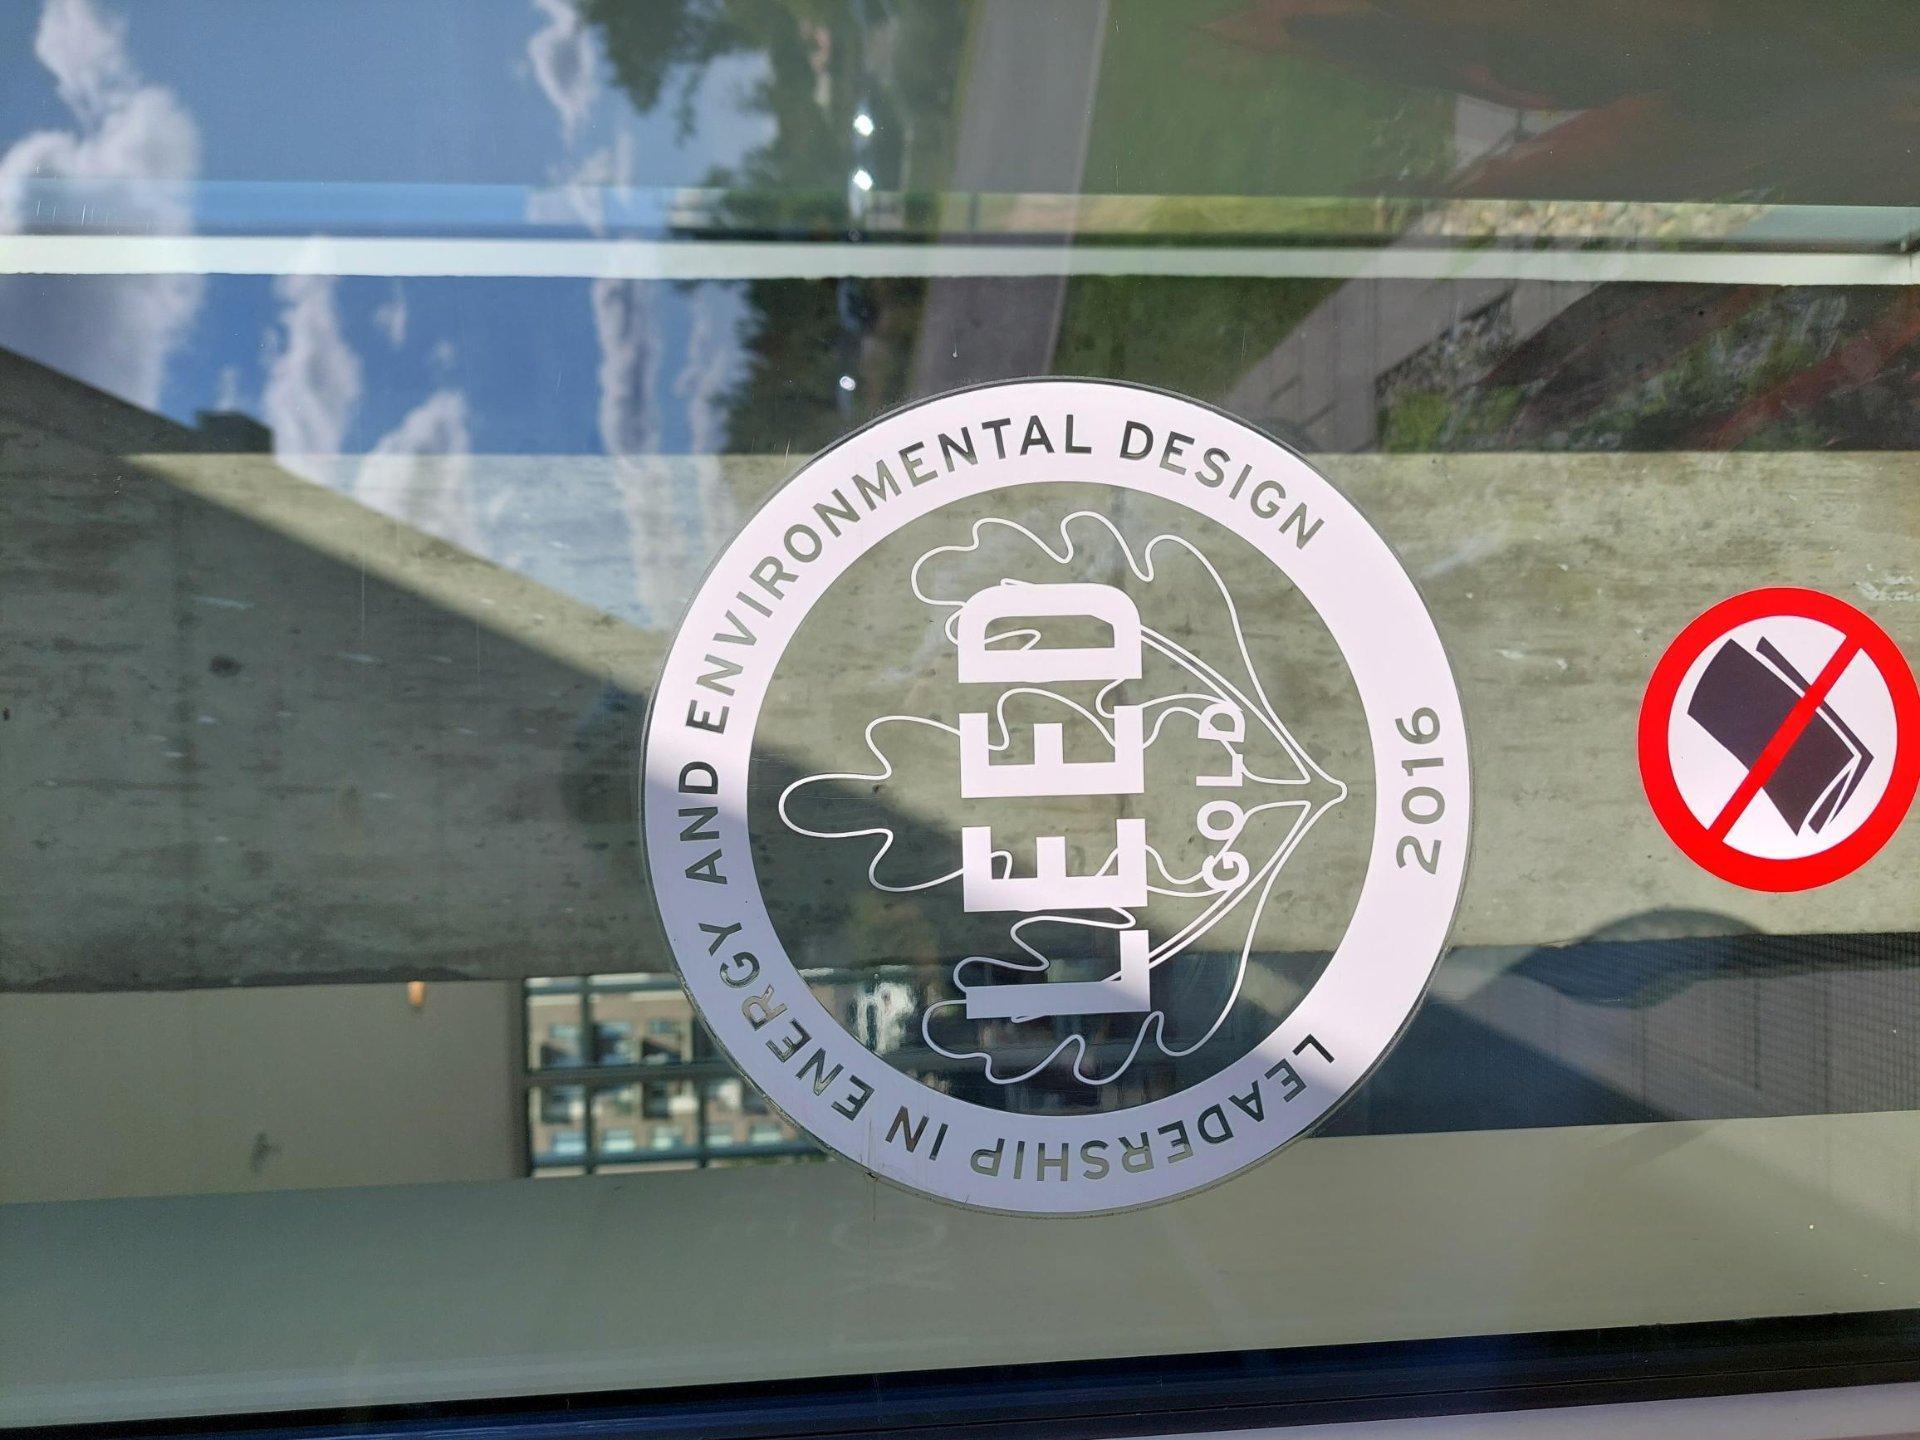 LEADERSHIP IN ENERGY AND ENVIRONMENTAL DESIGN
LEED
GOLD
2016